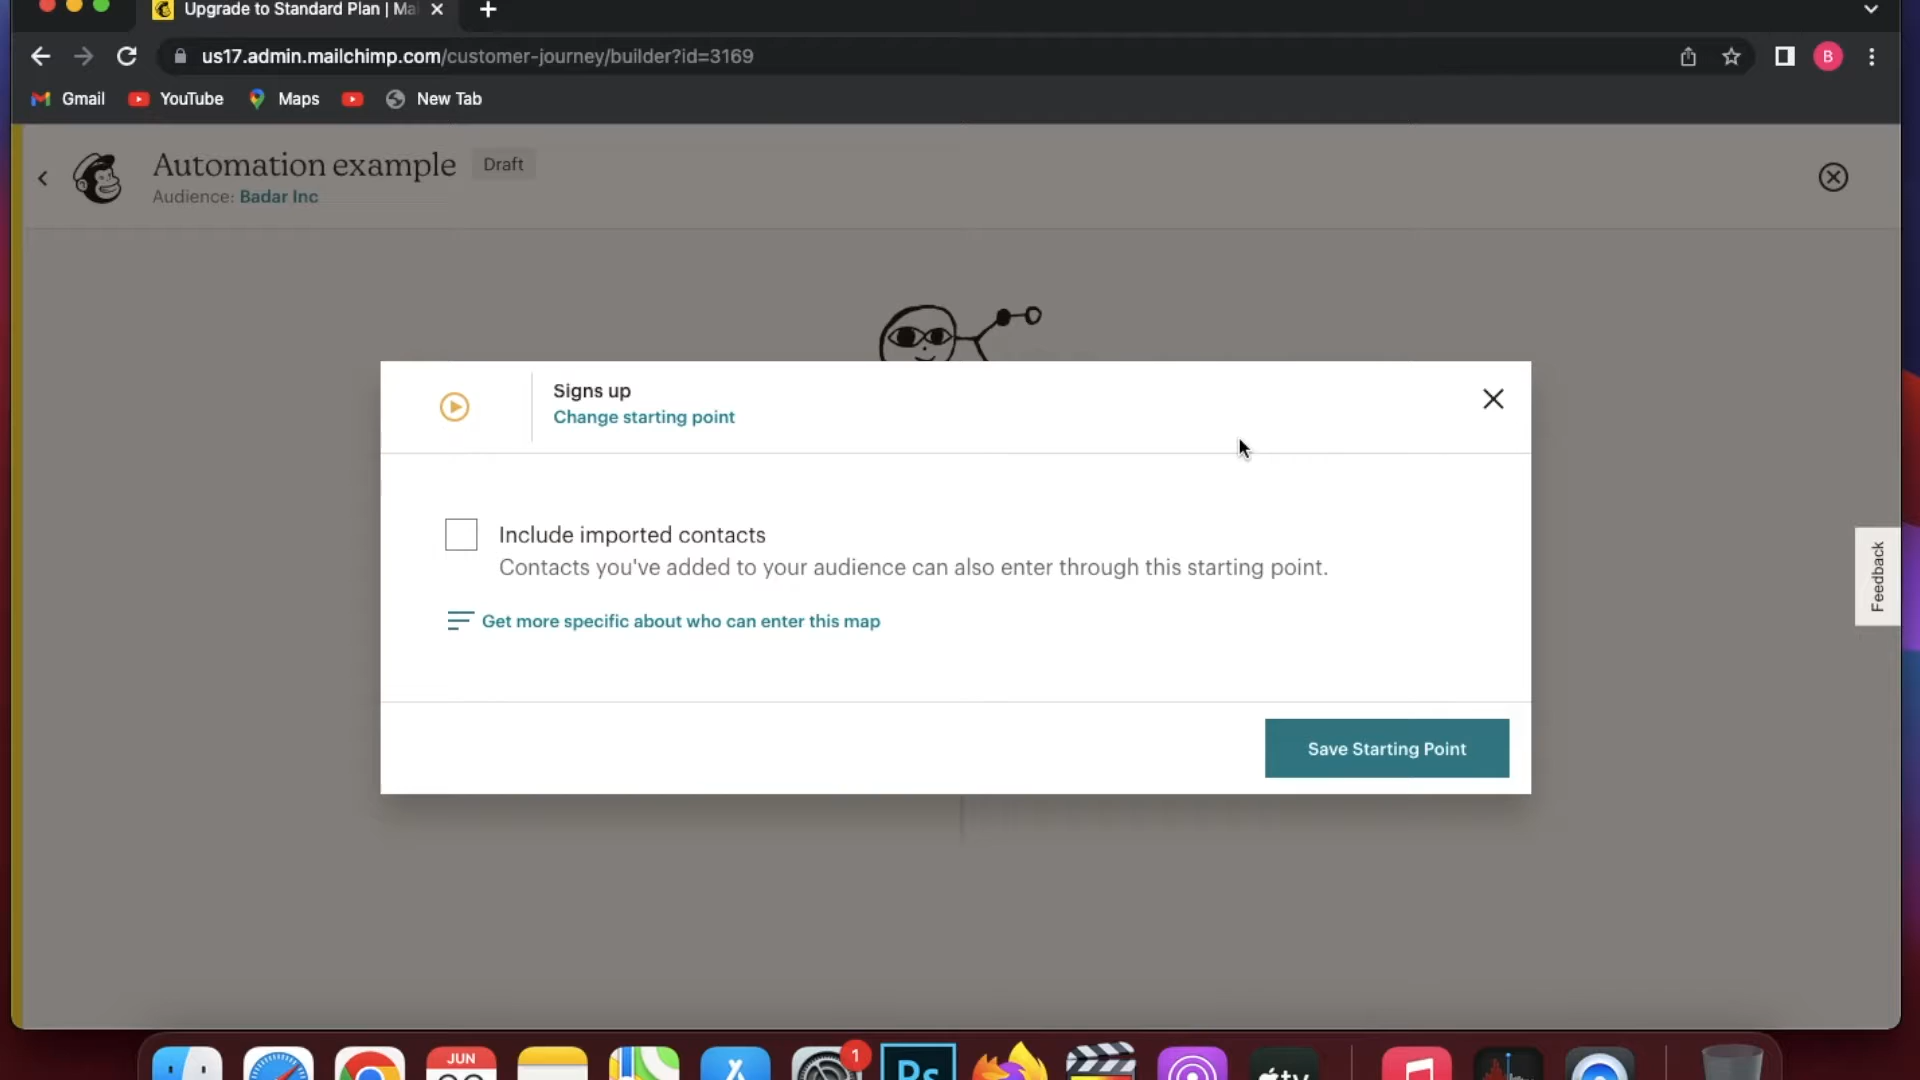 Upgrade to Standard Plan | Ma
us17.admin.mailchimp.com/customer-journey/builder?id=3169
B
Gmail
YouTube
Maps
New Tab
Automation example
Draft
Audience: Badar Inc
Signs up
Change starting point
Include imported contacts
Contacts you've added to your audience can also enter through this starting point.
Get more specific about who can enter this map
Save Starting Point
Feedback
JUN
1
Ps
tv